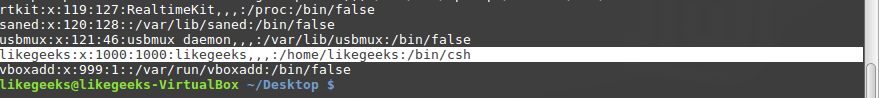 rtkit:x:119:127:RealtimeKit,,,:/proc:/bin/false
saned:x:120:128::/var/lib/saned:/bin/false
usbmux:x:121:46:usbmux daemon,,,:/var/lib/usbmux:/bin/false
likegeeks:x:1000:1000:likegeeks,,,:/home/likegeeks:/bin/csh
vboxadd:x:999:1::/var/run/vboxadd:/bin/false
likegeeks@likegeeks-VirtualBox ~/Desktop $